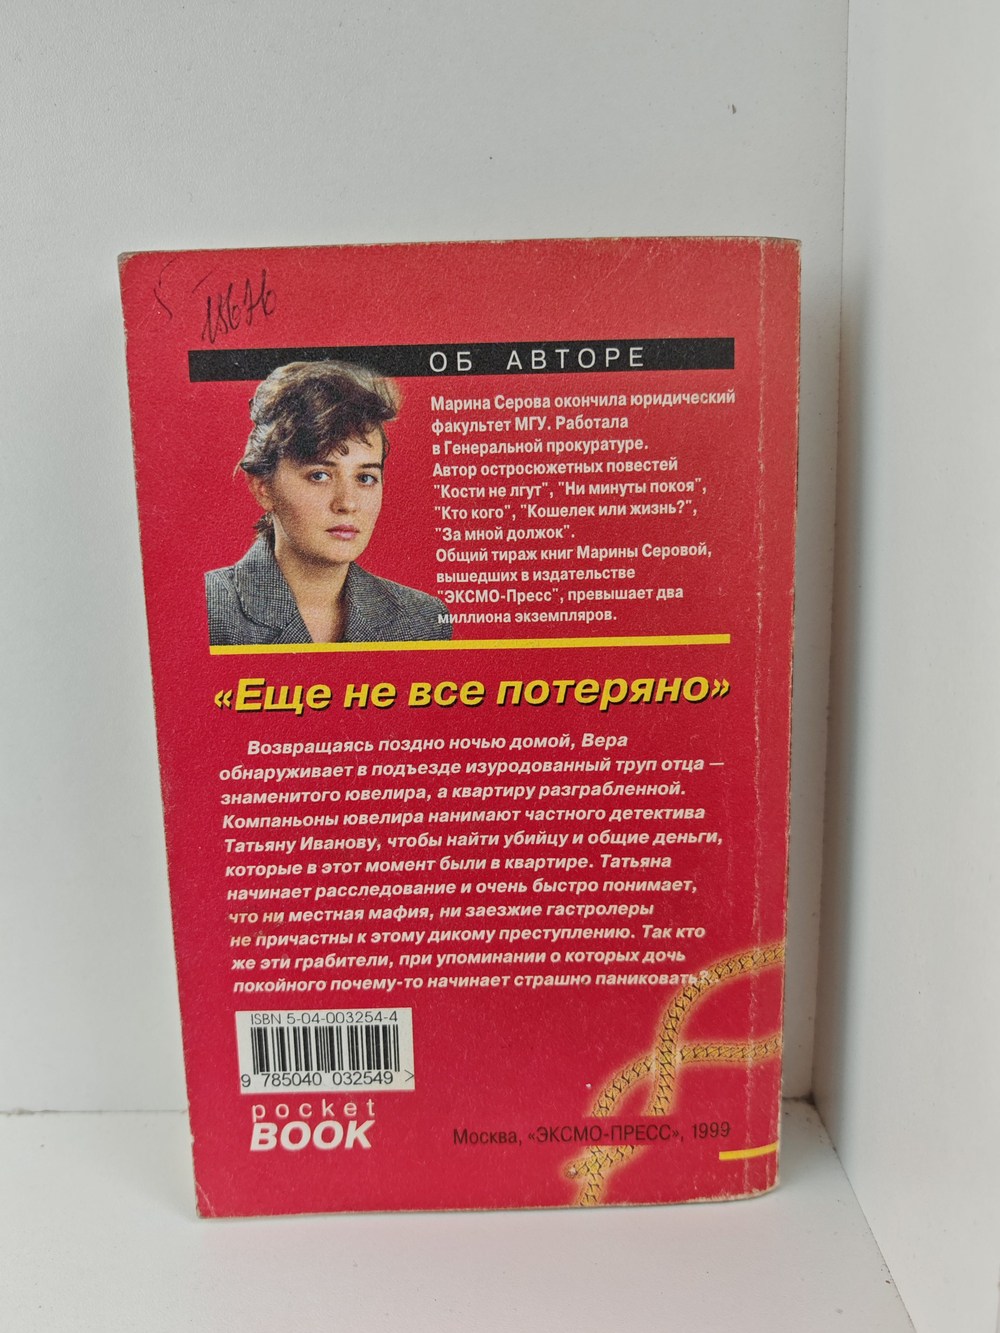 ОБ АВТОРЕ
Марина Серова окончила юридический
факультет МГУ. Работала
в Генеральной прокуратуре.
Автор остросюжетных повестей
"Кости не лгут", "Ни минуты покоя",
"Кто кого", "Кошелек или жизнь?",
"За мной должок".
Общий тираж книг Марины Серовой,
вышедших в издательстве
"ЭКСМО-Пресс", превышает два
миллиона экземпляров.
«Еще не все потеряно»
Возвращаясь поздно ночью домой, Вера
обнаруживает в подъезде изуродованный труп отца —
знаменитого ювелира, а квартиру разграбленной.
Компаньоны ювелира нанимают частного детектива
Татьяну Иванову, чтобы найти убийцу и общие деньги,
которые в этот момент были в квартире. Татьяна
начинает расследование и очень быстро понимает,
что ни местная мафия, ни заезжие гастролеры
не причастны к этому дикому преступлению. Так кто
же эти грабители, при упоминании о которых дочь
покойного почему-то начинает страшно паниковать?
ISBN 5-04-003254-4
9 785040 032549 >
pocket
BOOK
Москва, «ЭКСМО-ПРЕСС», 1999